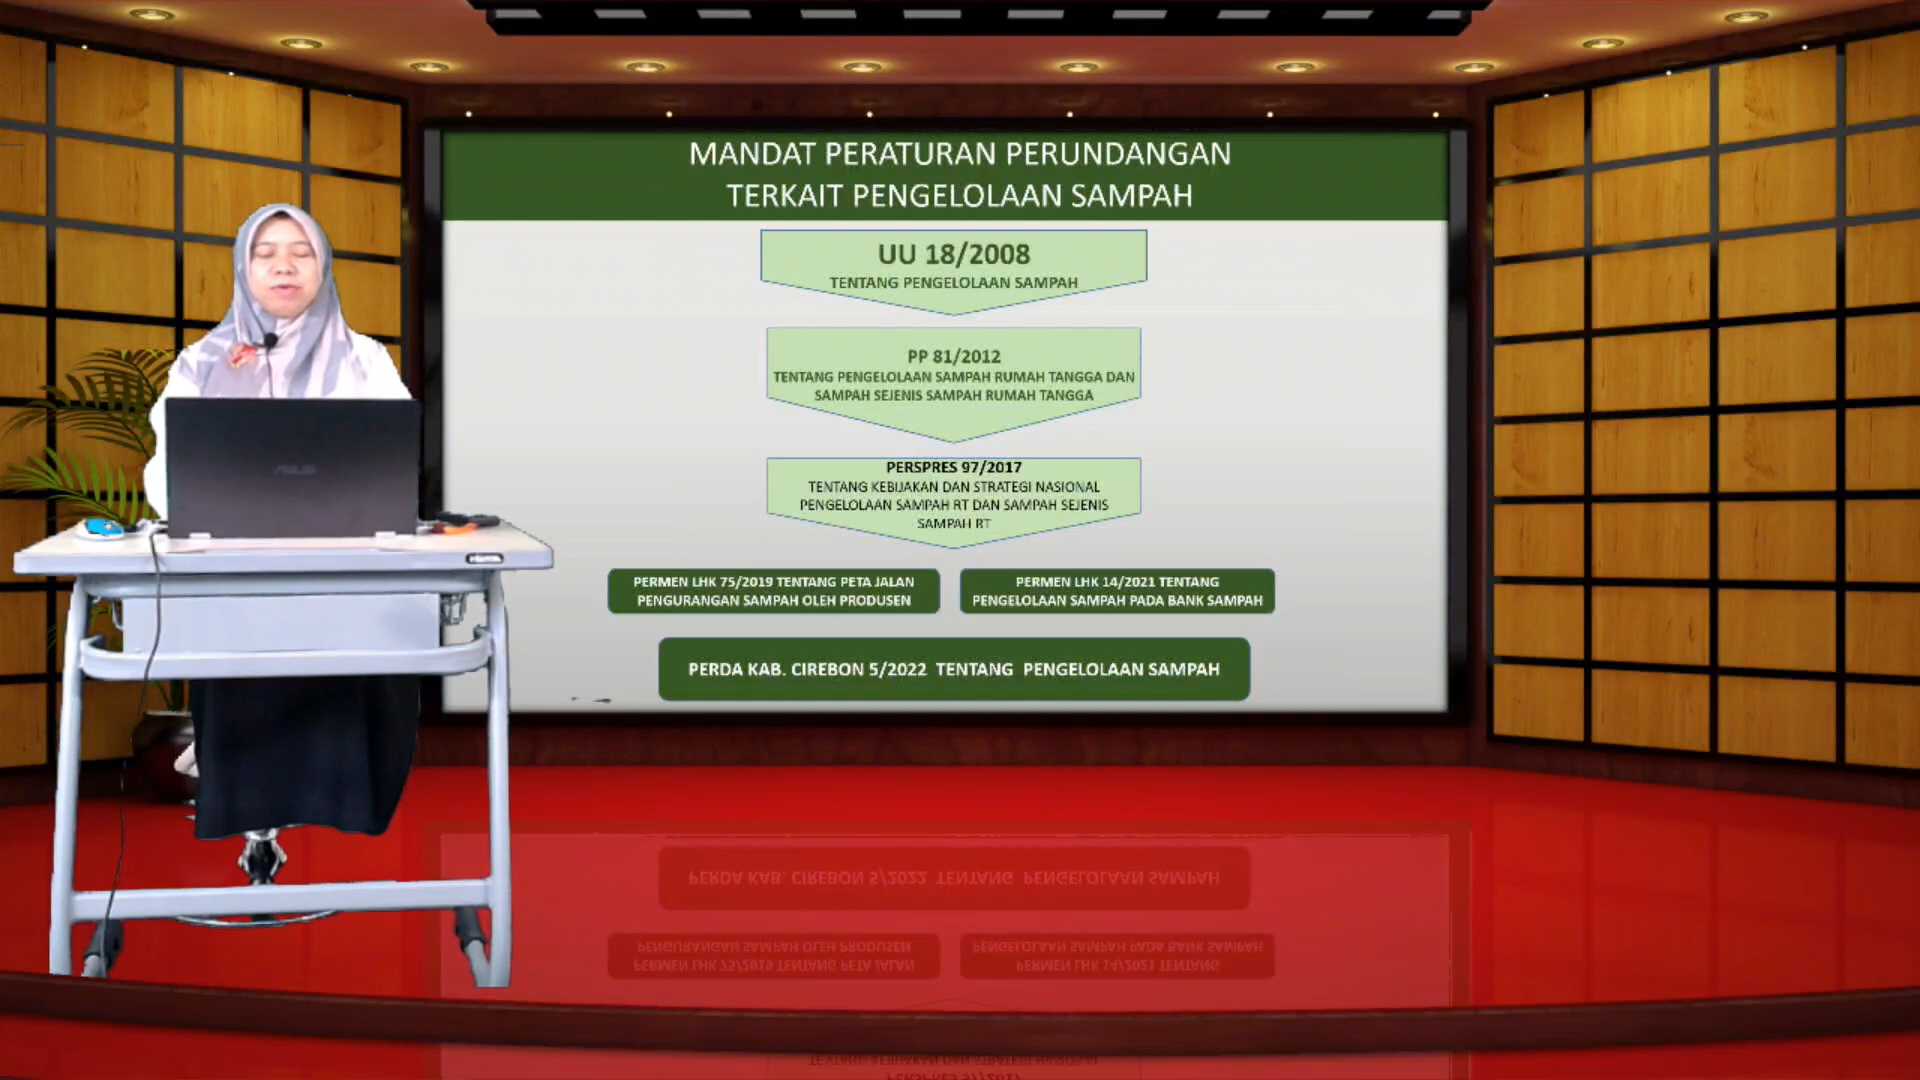 MANDAT PERATURAN PERUNDANGAN
TERKAIT PENGELOLAAN SAMPAH
UU 18/2008
TENTANG PENGELOLAAN SAMPAH
PP 81/2012
TENTANG PENGELOLAAN SAMPAH RUMAH TANGGA DAN
SAMPAH SEJENIS SAMPAH RUMAH TANGGA
PERSPRES 97/2017
TENTANG KEBIJAKAN DAN STRATEGI NASIONAL
PENGELOLAAN SAMPAH RT DAN SAMPAH SEJENIS
SAMPAH RT
PERMEN LHK 75/2019 TENTANG PETA JALAN
PENGURANGAN SAMPAH OLEH PRODUSEN
PERMEN LHK 14/2021 TENTANG
PENGELOLAAN SAMPAH PADA BANK SAMPAH
PERDA KAB. CIREBON 5/2022 TENTANG PENGELOLAAN SAMPAH
ASUS